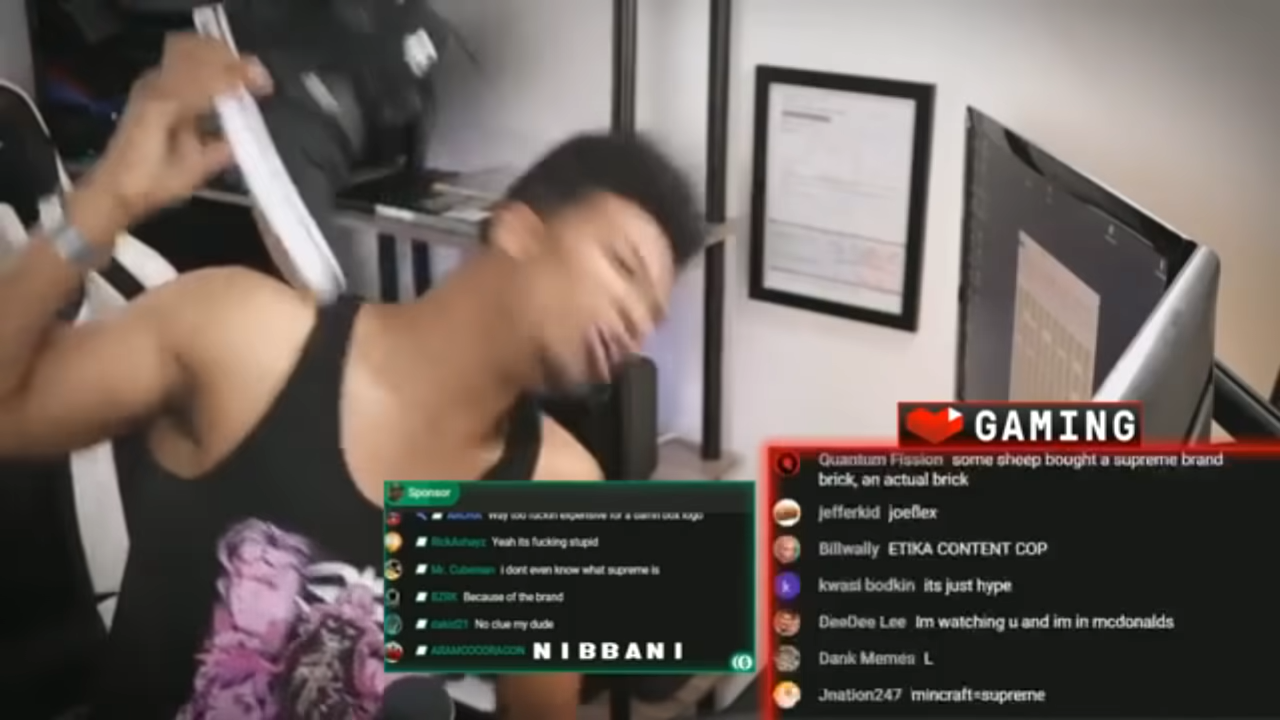 GAMING
Quantum Fission some sheep bought a supreme brand
brick, an actual brick
jefferkid joeflex
Billwally ETIKA CONTENT COP
kwasi bodkin its just hype
DeeDee Lee Im watching u and im in mcdonalds
Dank Memes L
Jnation247 mincraft=supreme
Sponsor
Way too fuckin expensive for a damn box logo
RickAshayz Yeah its fucking stupid
Mr. Cubeman i dont even know what supreme is
Because of the brand
No clue my dude
NIBBANI